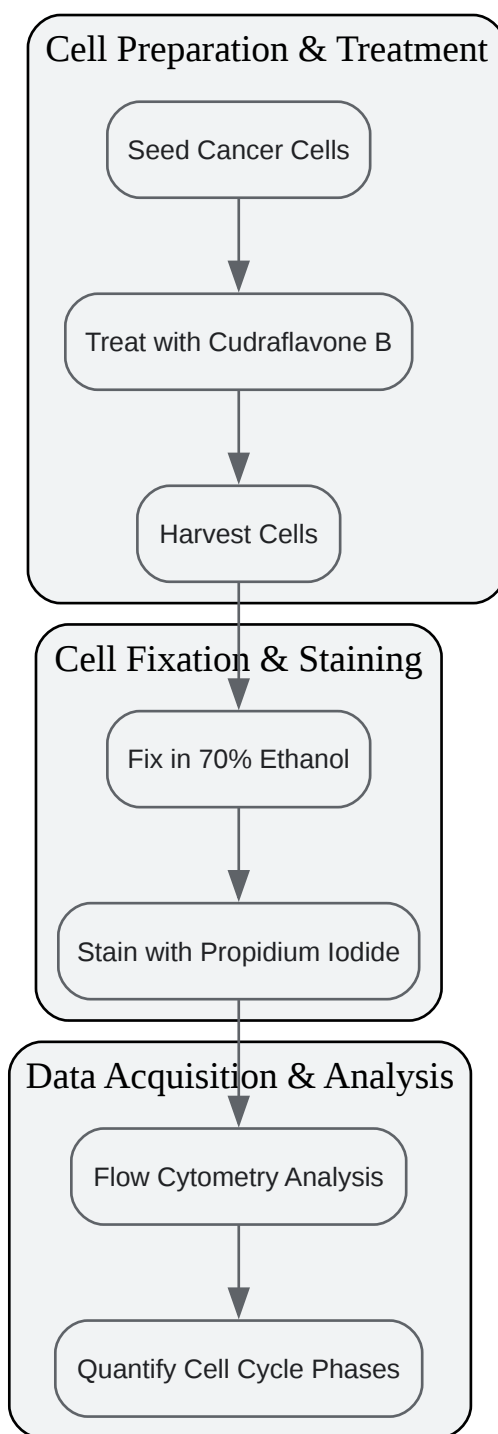 Cell Preparation & Treatment
Seed Cancer Cells
Treat with Cudraflavone B
Harvest Cells
Cell Fixation & Staining
Fix in 70% Ethanol
Stain with Propidium Iodide
Data Acquisition & Analysis
Flow Cytometry Analysis
Quantify Cell Cycle Phases